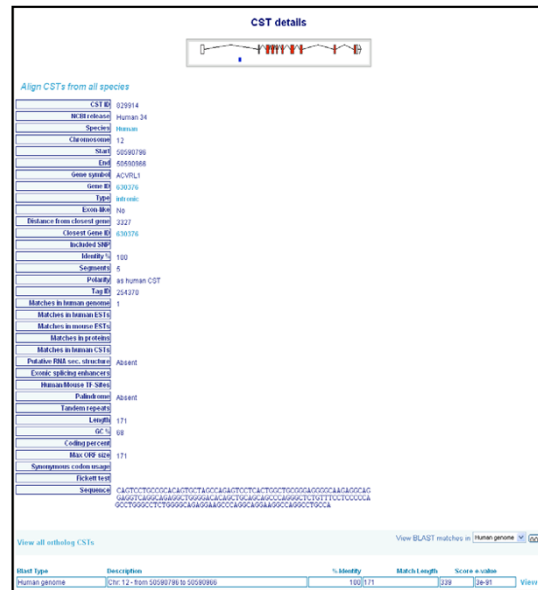 CST details
Align CSTs from all species
CST ID 029914
NCBI release Human 34
Species Human
Chromosome 12
Start 50590796
End 50590966
Gene symbol ACVRL1
Gene ID 630376
Type intronic
Exon like No
Distance from closest gene 3327
Closest Gene ID 630376
Included SNP
Identity % 100
Segments 5
Polarity as human CST
Tag ID 254370
Matches in human genome 1
Matches in human ESTs
Matches in mouse ESTs
Matches in proteins
Matches in human CSTs
Putative RNA sec. structure Absent
Exonic splicing enhancers
Human/Mouse TF-Sites
Palindrome Absent
Tandem repeats
Length 171
GC % 68
Coding percent
Max ORF size 171
Synonymous codon usage
Fickett test
Sequence CAGTCCTGCCGCACAGTGCTAGCCAGAGTCCTCACTGGCTGCGGGAGGGGCAAGAGGCAG
GAGGTCAGGCAGAGGCTGGGGACAGCTGCAGCAGCCCAGGGCTCTGTTTCCTCCCCCA
GCCTGGGCCTCTGGGGCAGAGGAAGCCCAGGCAGGAAGGCCAGGCCTGCCA
View all ortholog CSTs
View BLAST matches in Human genome GO
Blast Type Description % Identity Match Length Score e-value
Human genome Chr: 12 - from 50590796 to 50590966 100 171 339 3e-91 View